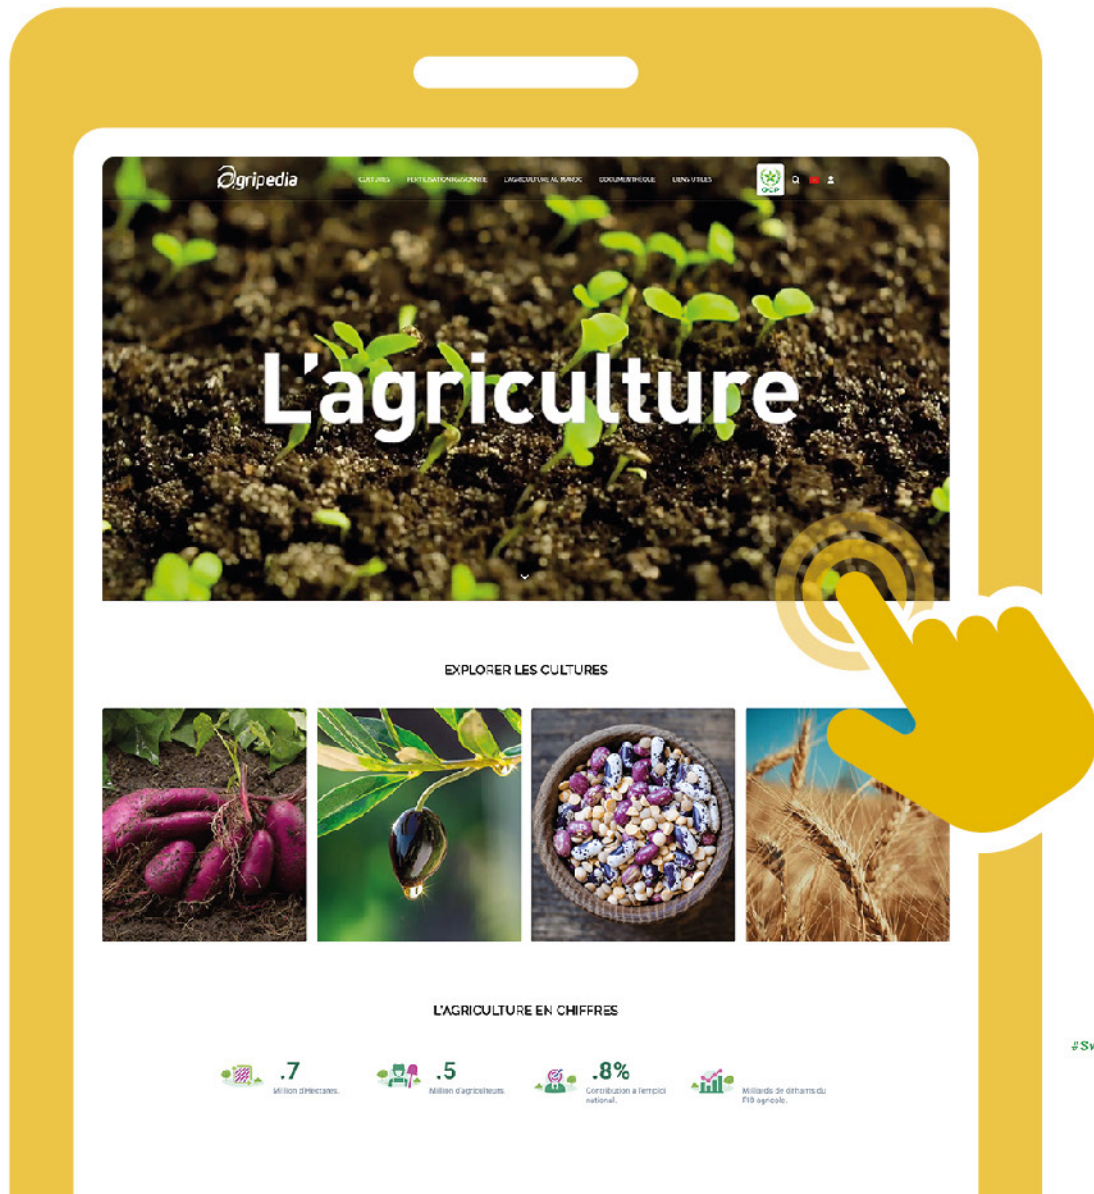 Agripedia
CULTURES FERTILISATION RAISONNÉE L'AGRICULTURE AU MAROC DOCUMENTHÈQUE LIENS UTILES
OCP
L'agriculture
EXPLORER LES CULTURES
L'AGRICULTURE EN CHIFFRES
.7
Million d'Hectares.
.5
Million d'agriculteurs.
.8%
Contribution à l'emploi
national.
Milliards de dirhams du
PIB agricole.